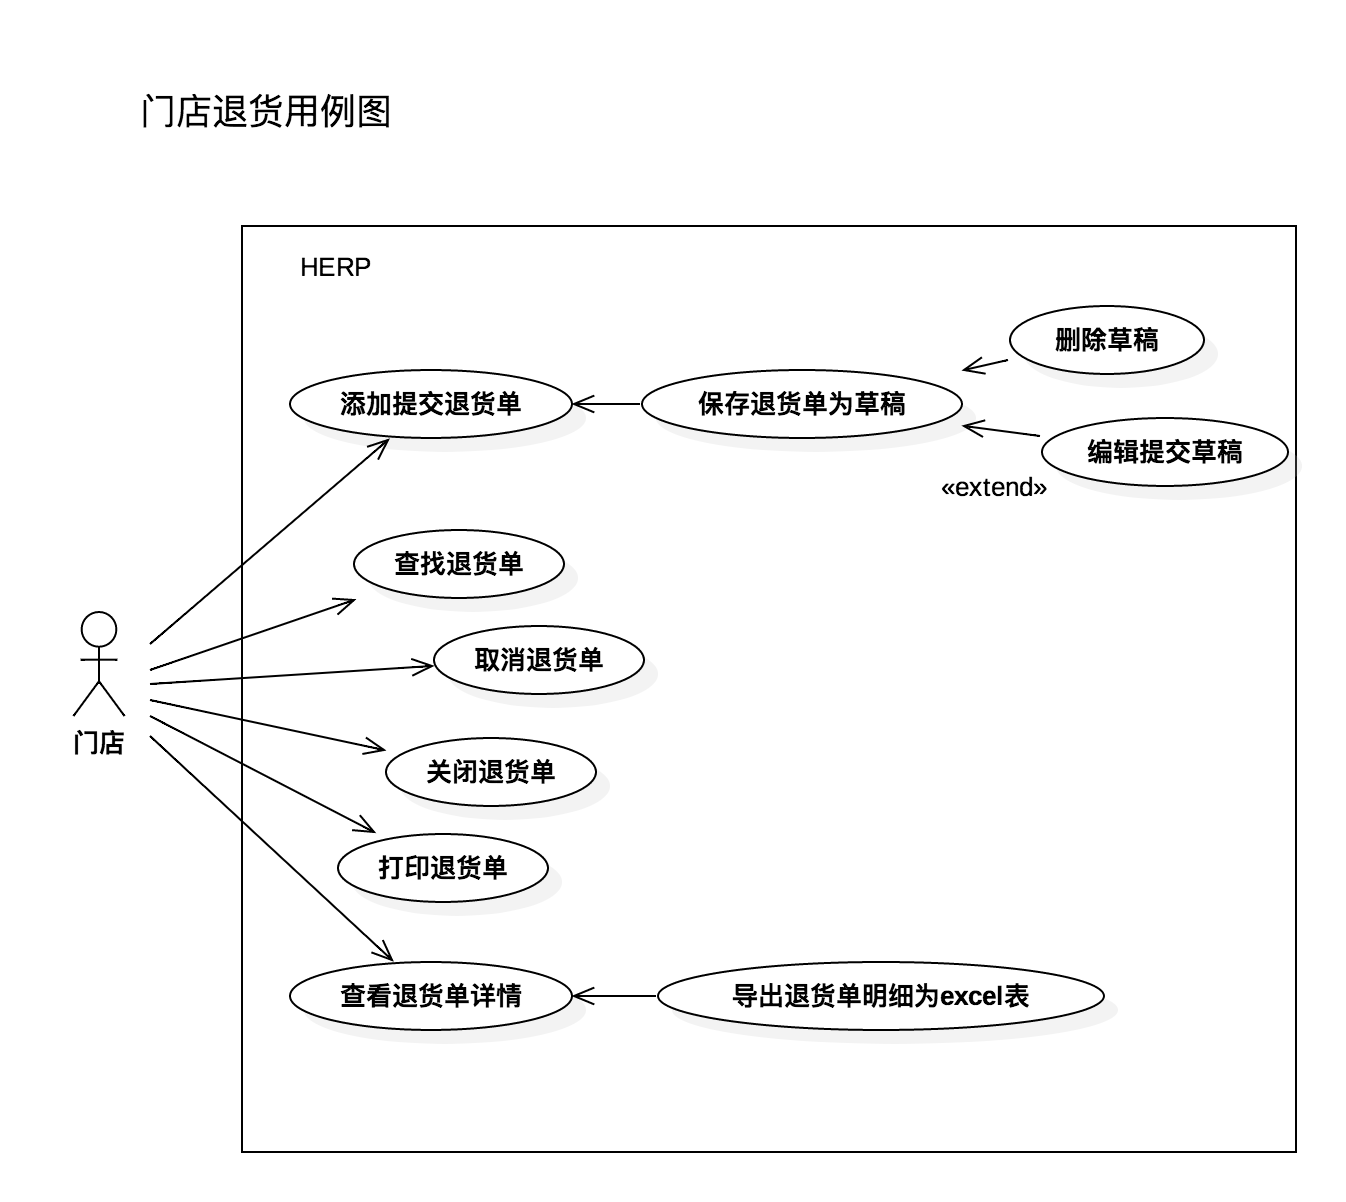 门店退货用例图
HERP
删除草稿
添加提交退货单
保存退货单为草稿
编辑提交草稿
«extend»
查找退货单
取消退货单
门店
关闭退货单
打印退货单
查看退货单详情
导出退货单明细为excel表